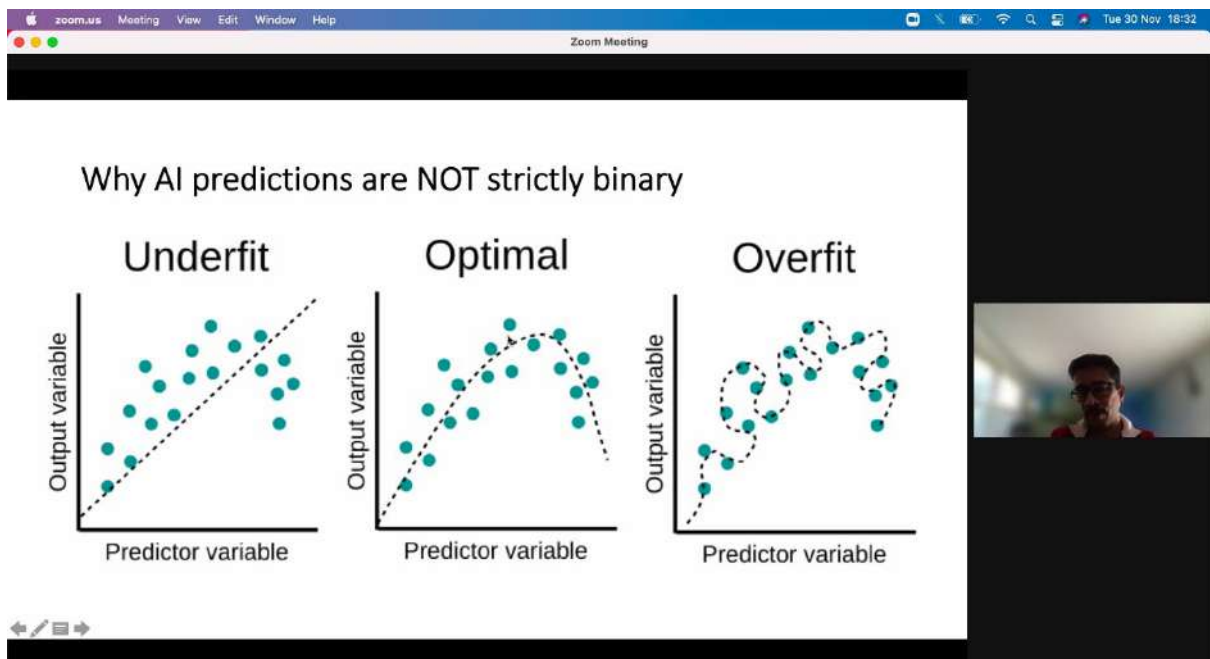 zoom.us Meeting View Edit Window Help
Tue 30 Nov 18:32
Zoom Meeting
Why AI predictions are NOT strictly binary
Underfit
Optimal
Overfit
Output variable
Output variable
Output variable
Predictor variable
Predictor variable
Predictor variable